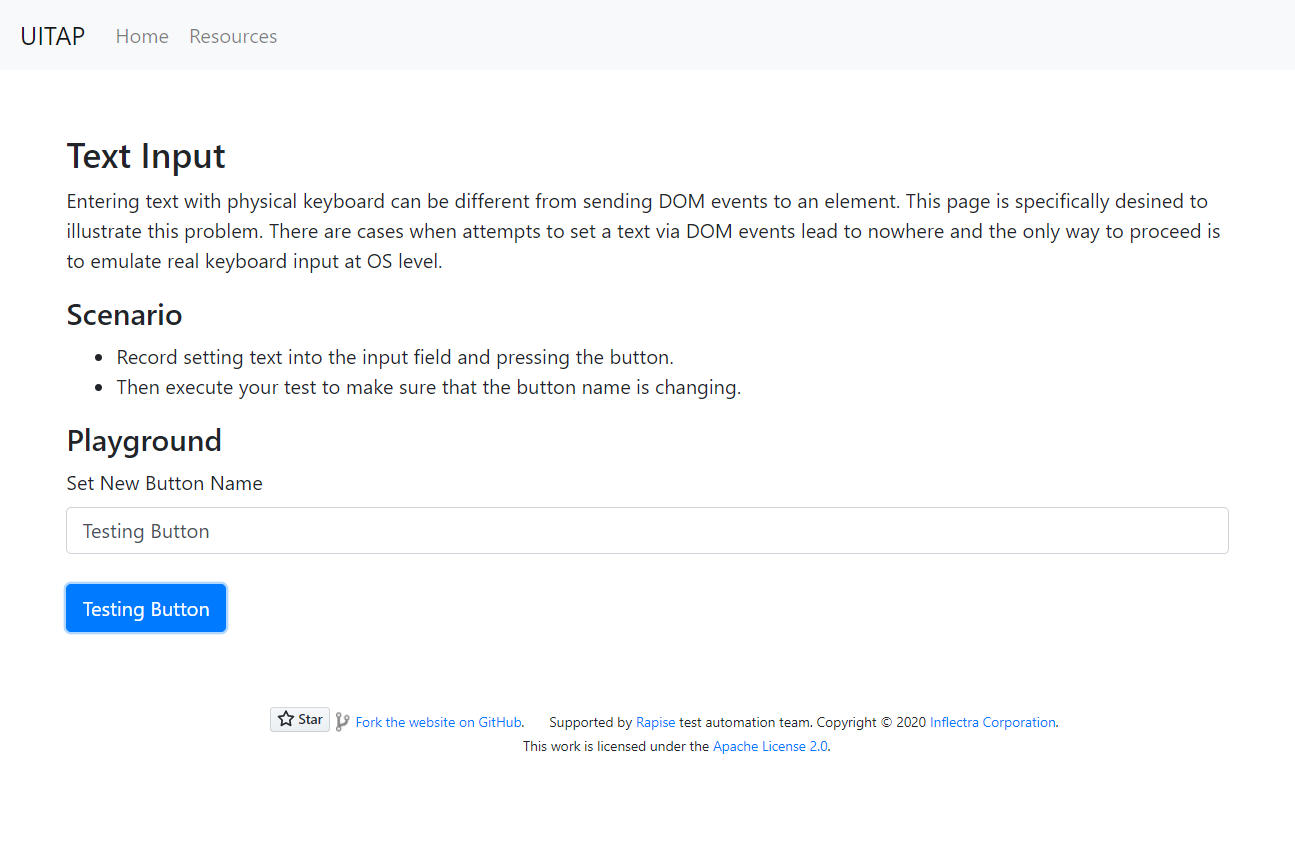 UITAP Home Resources
Text Input
Entering text with physical keyboard can be different from sending DOM events to an element. This page is specifically desined to
illustrate this problem. There are cases when attempts to set a text via DOM events lead to nowhere and the only way to proceed is
to emulate real keyboard input at OS level.
Scenario
• Record setting text into the input field and pressing the button.
• Then execute your test to make sure that the button name is changing.
Playground
Set New Button Name
Testing Button
Testing Button
Star Fork the website on GitHub. Supported by Rapise test automation team. Copyright © 2020 Inflectra Corporation.
This work is licensed under the Apache License 2.0.